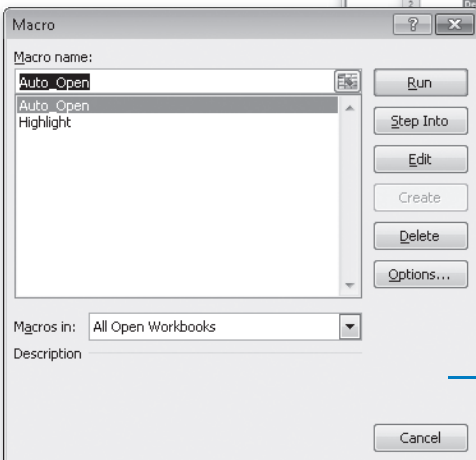 2
Macro
Macro name:
Auto_Open
Run
Auto_Open
Highlight
Step Into
Edit
Create
Delete
Options...
Macros in: All Open Workbooks
Description
Cancel